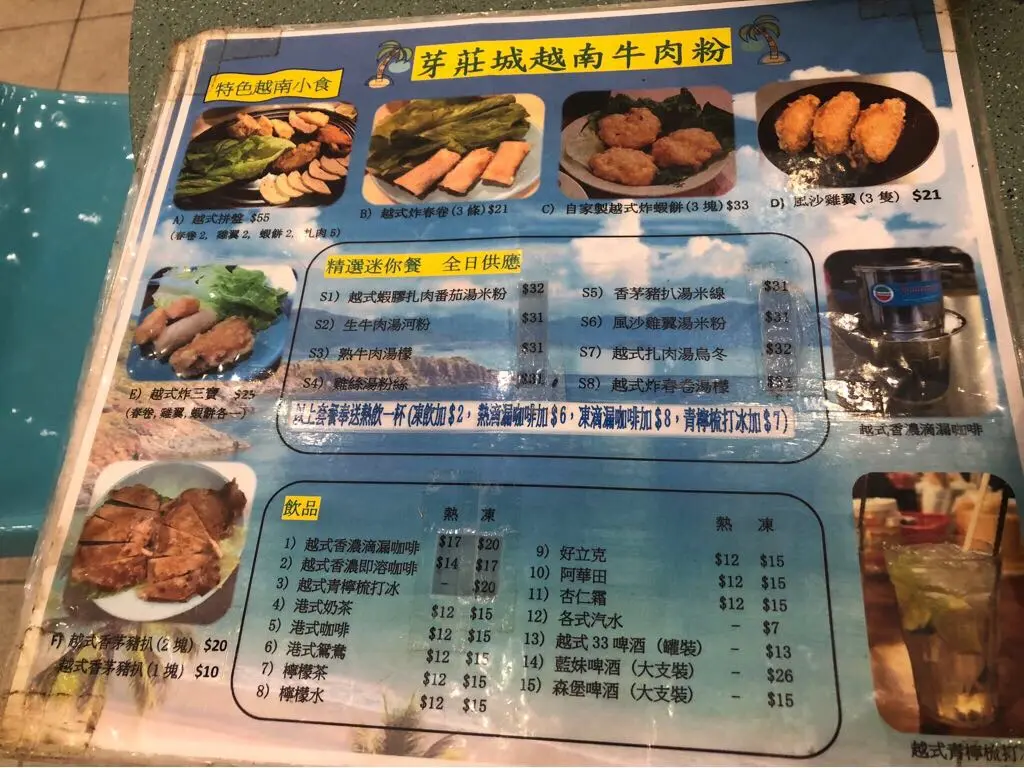 芽莊城越南牛肉粉
特色越南小食
A) 越式拼盤 $55
(春卷 2, 雞翼 2, 蝦餅 2, 扎肉 5)
B) 越式炸春卷 (3 條) $21
C) 自家製越式炸蝦餅 (3 塊) $33
D) 風沙雞翼 (3 隻) $21
E) 越式炸三寶 $25
(春卷, 雞翼, 蝦餅各一)
F) 越式香茅豬扒 (2 塊) $20
越式香茅豬扒 (1 塊) $10
精選迷你餐 全日供應
S1) 越式蝦膠扎肉番茄湯米粉 $32
S2) 生牛肉湯河粉 $31
S3) 熟牛肉湯檬 $31
S4) 雞絲湯粉絲 $31
S5) 香茅豬扒湯米線 $31
S6) 風沙雞翼湯米粉 $31
S7) 越式扎肉湯烏冬 $32
S8) 越式炸春卷湯檬
以上套餐奉送熱飲一杯 (凍飲加 $2, 熱滴漏咖啡加 $6, 凍滴漏咖啡加 $8, 青檸梳打冰加 $7)
越式香濃滴漏咖啡
飲品
熱 凍
1) 越式香濃滴漏咖啡 $17 $20
2) 越式香濃即溶咖啡 $14 $17
3) 越式青檸梳打冰 – $20
4) 港式奶茶 $12 $15
5) 港式咖啡 $12 $15
6) 港式鴛鴦 $12 $15
7) 檸檬茶 $12 $15
8) 檸檬水 $12 $15
熱 凍
9) 好立克 $12 $15
10) 阿華田 $12 $15
11) 杏仁霜 $12 $15
12) 各式汽水 – $7
13) 越式 33 啤酒 (罐裝) – $13
14) 藍妹啤酒 (大支裝) – $26
15) 森堡啤酒 (大支裝) – $15
越式青檸梳打